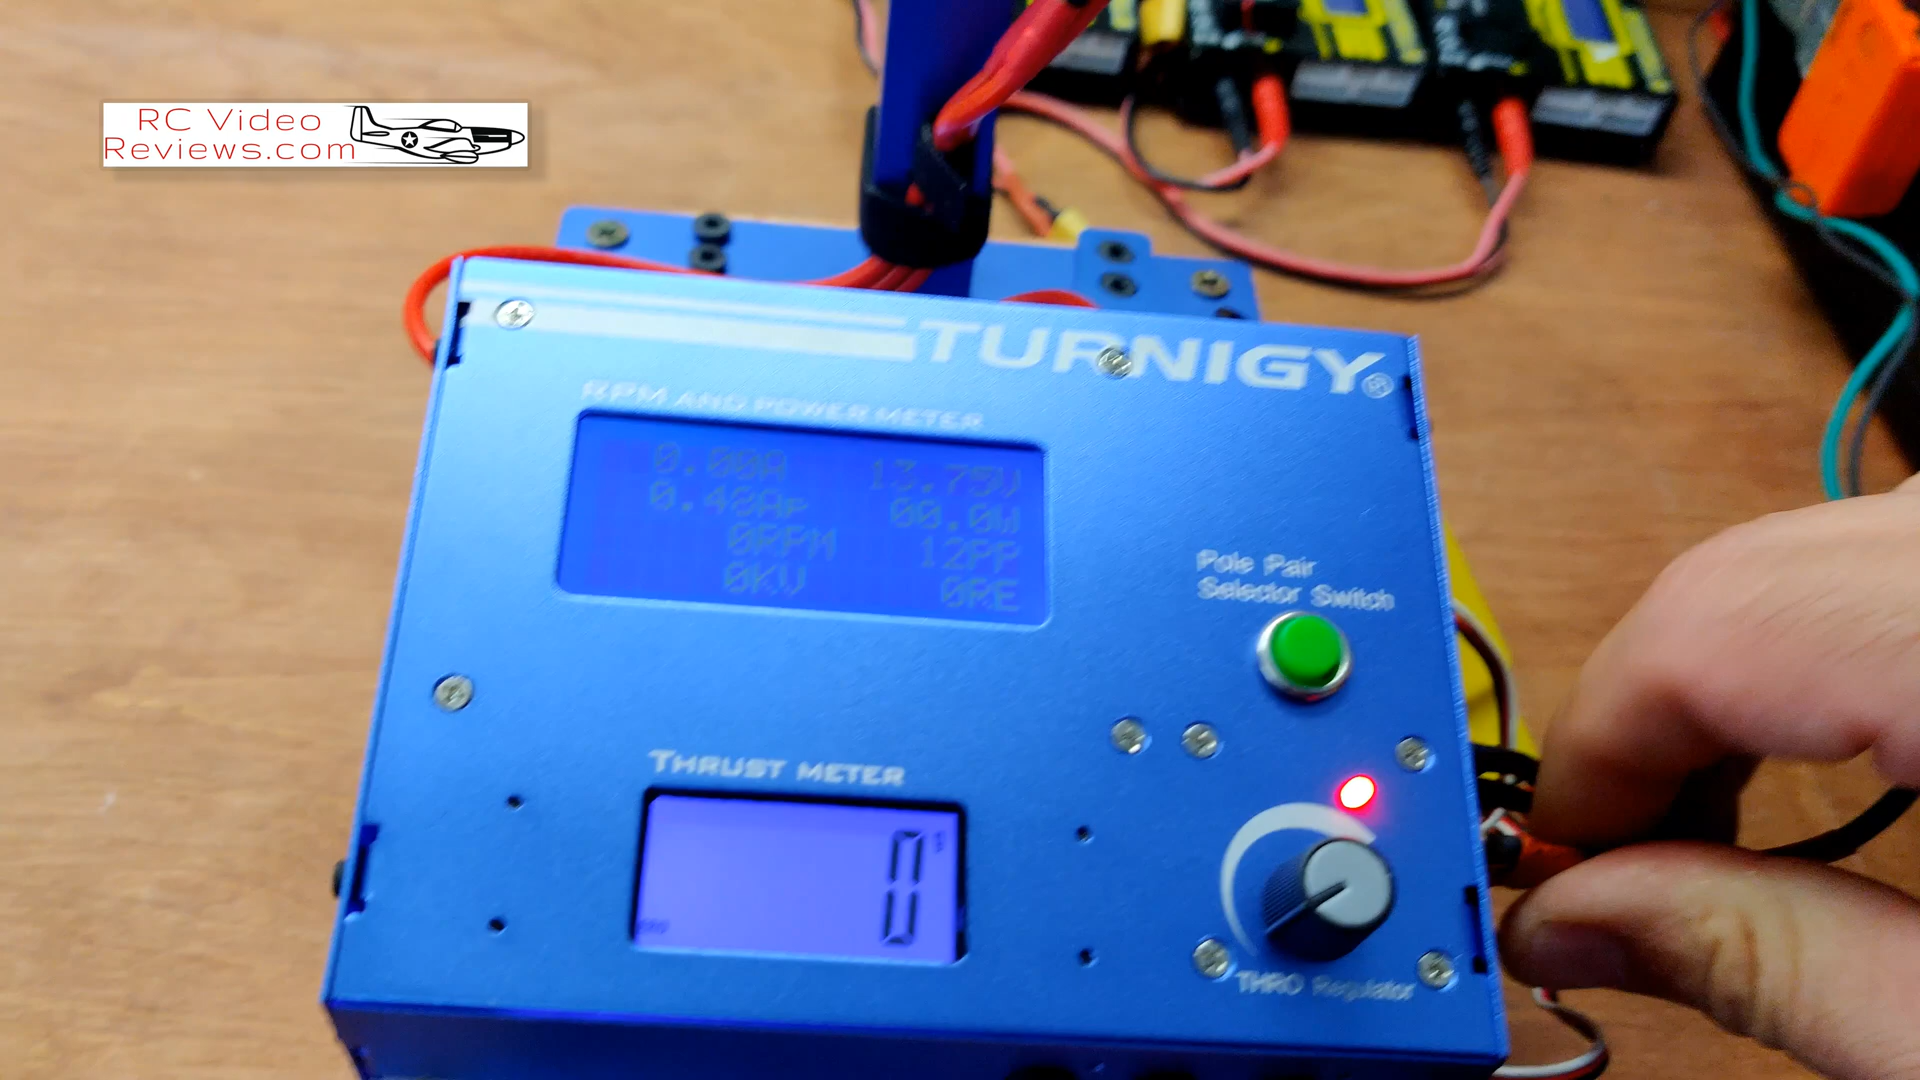 RC Video
Reviews.com
TURNIGY®
RPM AND POWER METER
0.00A 13.75V
0.48Ap 00.0W
0RPM 12PP
0KV 0RE
Pole Pair
Selector Switch
THRUST METER
0
THRO Regulator